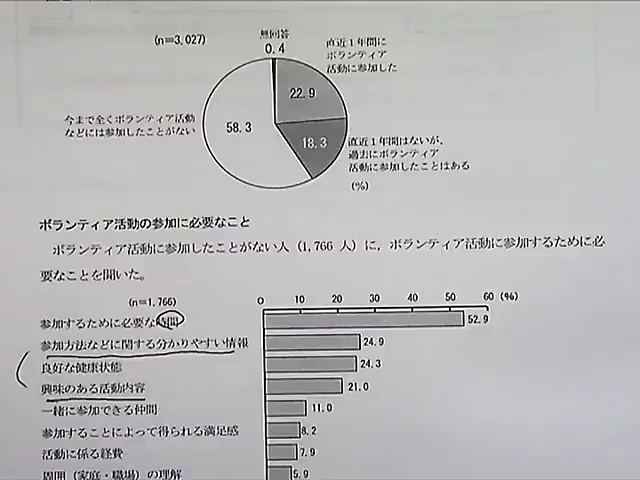 (n=3,027)
無回答
0.4
直近1年間に
ボランティア
活動に参加した
22.9
今まで全くボランティア活動
などには参加したことがない
58.3
18.3
直近1年間はないが、
過去にボランティア
活動に参加したことはある
(%)
ボランティア活動の参加に必要なこと
ボランティア活動に参加したことがない人(1,766 人)に,ボランティア活動に参加するために必
要なことを聞いた。
(n=1,766)
0 10 20 30 40 50 60 (%)
参加するために必要な時間 52.9
参加方法などに関する分かりやすい情報 24.9
良好な健康状態 24.3
興味のある活動内容 21.0
一緒に参加できる仲間 11.0
参加することによって得られる満足感 8.2
活動に係る経費 7.9
周囲(家庭・職場)の理解 5.9